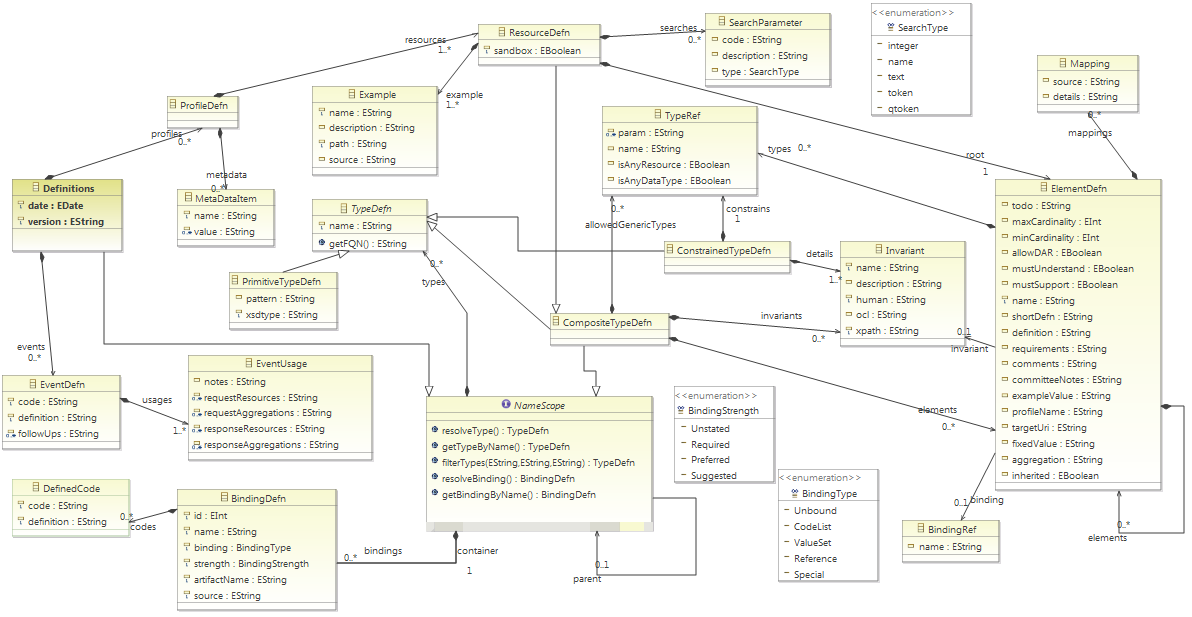 ResourceDefn
sandbox : EBoolean
searches
0..*
SearchParameter
code : EString
description : EString
type : SearchType
<<enumeration>>
SearchType
integer
name
text
token
qtoken
Mapping
source : EString
details : EString
0..*
mappings
resources
1..*
example
1..*
Example
name : EString
description : EString
path : EString
source : EString
ProfileDefn
profiles
0..*
metadata
0..*
MetaDataItem
name : EString
value : EString
Definitions
date : EDate
version : EString
TypeRef
param : EString
name : EString
isAnyResource : EBoolean
isAnyDataType : EBoolean
types
0..*
root
1
0..*
allowedGenericTypes
constrains
1
TypeDefn
name : EString
getFQN() : EString
0..*
types
PrimitiveTypeDefn
pattern : EString
xsdtype : EString
ConstrainedTypeDefn
details
1..*
Invariant
name : EString
description : EString
human : EString
ocl : EString
xpath : EString
0..1
invariant
CompositeTypeDefn
invariants
0..*
elements
0..*
ElementDefn
todo : EString
maxCardinality : EInt
minCardinality : EInt
allowDAR : EBoolean
mustUnderstand : EBoolean
mustSupport : EBoolean
name : EString
shortDefn : EString
definition : EString
requirements : EString
comments : EString
committeeNotes : EString
exampleValue : EString
profileName : EString
targetUri : EString
fixedValue : EString
aggregation : EString
inherited : EBoolean
0..*
elements
0..1
binding
BindingRef
name : EString
events
0..*
EventDefn
code : EString
definition : EString
followUps : EString
usages
1..*
EventUsage
notes : EString
requestResources : EString
requestAggregations : EString
responseResources : EString
responseAggregations : EString
NameScope
resolveType() : TypeDefn
getTypeByName() : TypeDefn
filterTypes(EString,EString,EString) : TypeDefn
resolveBinding() : BindingDefn
getBindingByName() : BindingDefn
<<enumeration>>
BindingStrength
Unstated
Required
Preferred
Suggested
<<enumeration>>
BindingType
Unbound
CodeList
ValueSet
Reference
Special
DefinedCode
code : EString
definition : EString
0..*
codes
BindingDefn
id : EInt
name : EString
binding : BindingType
strength : BindingStrength
artifactName : EString
source : EString
0..*
bindings
container
1
0..1
parent